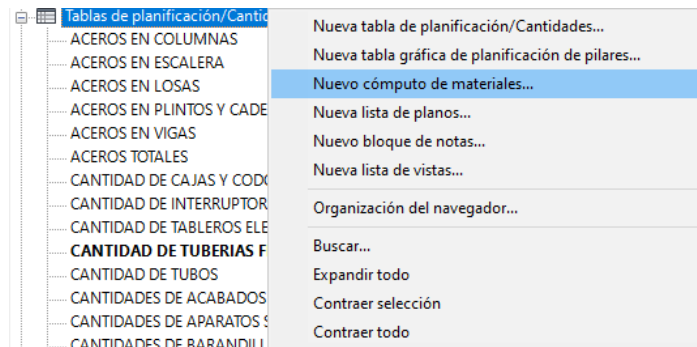 Tablas de planificación/Cantid
ACEROS EN COLUMNAS
ACEROS EN ESCALERA
ACEROS EN LOSAS
ACEROS EN PLINTOS Y CADE
ACEROS EN VIGAS
ACEROS TOTALES
CANTIDAD DE CAJAS Y COD
CANTIDAD DE INTERRUPTOR
CANTIDAD DE TABLEROS ELE
CANTIDAD DE TUBERIAS F
CANTIDAD DE TUBOS
CANTIDADES DE ACABADOS
CANTIDADES DE APARATOS S
CANTIDADES DE BARANDILL
Nueva tabla de planificación/Cantidades...
Nueva tabla gráfica de planificación de pilares...
Nuevo cómputo de materiales...
Nueva lista de planos...
Nuevo bloque de notas...
Nueva lista de vistas...
Organización del navegador...
Buscar...
Expandir todo
Contraer selección
Contraer todo